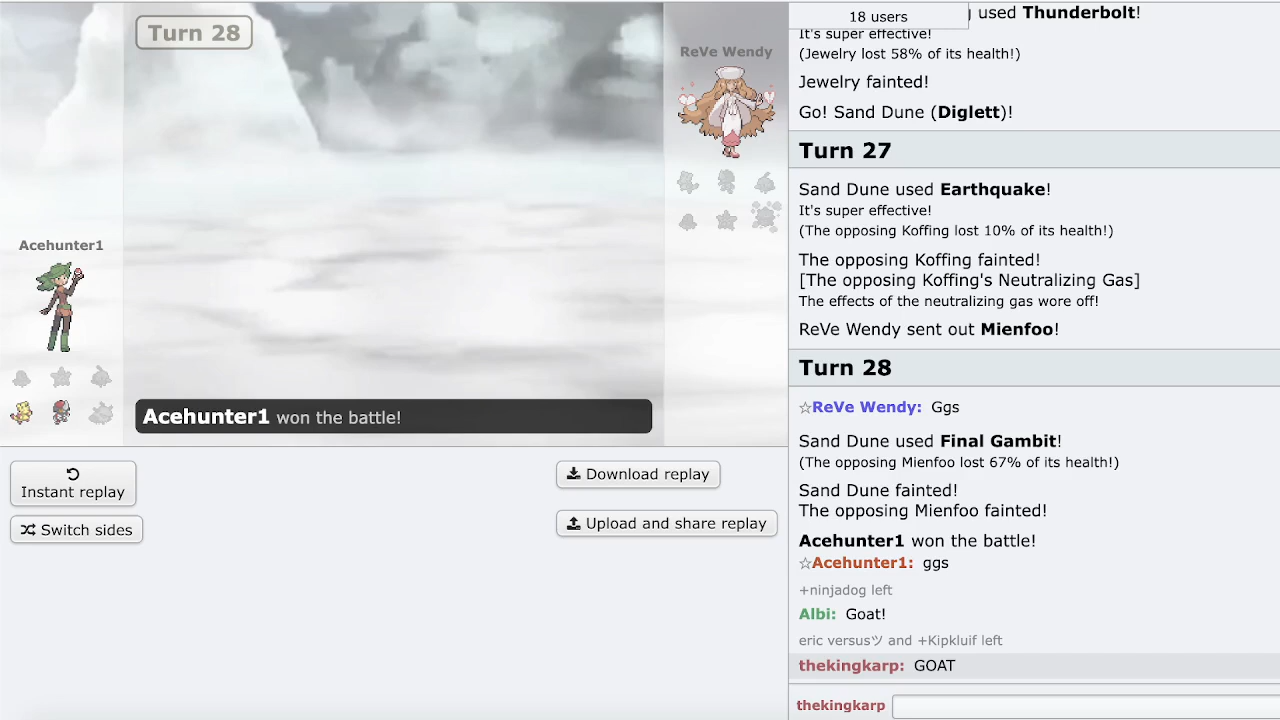 Turn 28
ReVe Wendy
Acehunter1
Acehunter1 won the battle!
Instant replay
Switch sides
Download replay
Upload and share replay
18 users
used Thunderbolt!
It's super effective!
(Jewelry lost 58% of its health!)
Jewelry fainted!
Go! Sand Dune (Diglett)!
Turn 27
Sand Dune used Earthquake!
It's super effective!
(The opposing Koffing lost 10% of its health!)
The opposing Koffing fainted!
[The opposing Koffing's Neutralizing Gas]
The effects of the neutralizing gas wore off!
ReVe Wendy sent out Mienfoo!
Turn 28
☆ReVe Wendy: Ggs
Sand Dune used Final Gambit!
(The opposing Mienfoo lost 67% of its health!)
Sand Dune fainted!
The opposing Mienfoo fainted!
Acehunter1 won the battle!
☆Acehunter1: ggs
+ninjadog left
Albi: Goat!
eric versusツ and +Kipkluif left
thekingkarp: GOAT
thekingkarp